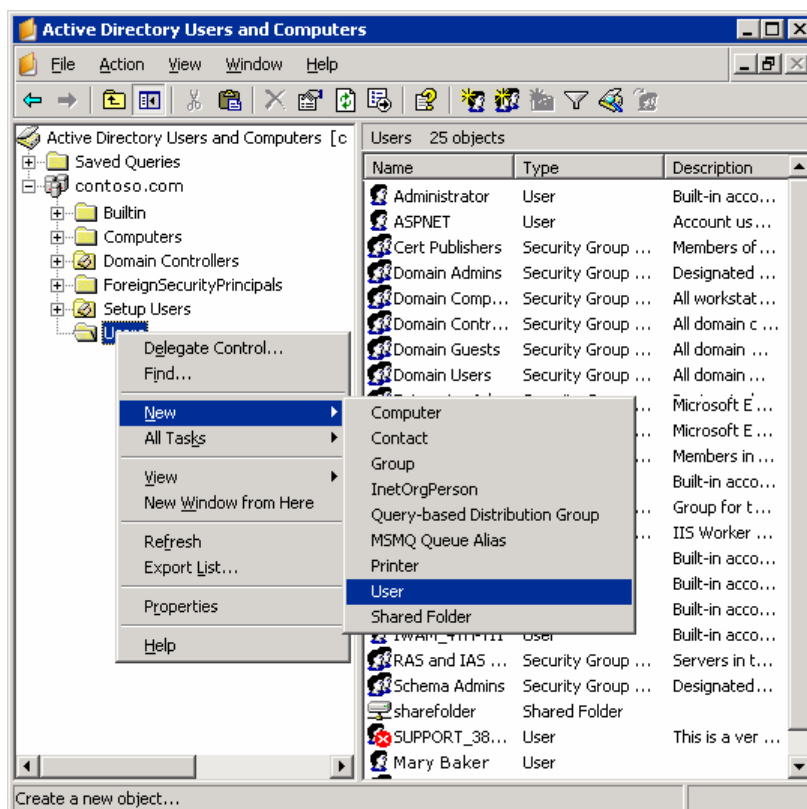 Active Directory Users and Computers
File Action View Window Help
Active Directory Users and Computers [c
Saved Queries
contoso.com
Builtin
Computers
Domain Controllers
ForeignSecurityPrincipals
Setup Users
Users
Delegate Control...
Find...
New
All Tasks
View
New Window from Here
Refresh
Export List...
Properties
Help
Computer
Contact
Group
InetOrgPerson
Query-based Distribution Group
MSMQ Queue Alias
Printer
User
Shared Folder
Users 25 objects
Name Type Description
Administrator User Built-in acco...
ASPNET User Account us...
Cert Publishers Security Group ... Members of ...
Domain Admins Security Group ... Designated ...
Domain Comp... Security Group ... All workstat...
Domain Contr... Security Group ... All domain c ...
Domain Guests Security Group ... All domain ...
Domain Users Security Group ... All domain ...
Microsoft E ...
Microsoft E ...
Members in ...
Built-in acco...
Group for t...
IIS Worker ...
Built-in acco...
Built-in acco...
Built-in acco...
User Built-in acco...
RAS and IAS ... Security Group ... Servers in t...
Schema Admins Security Group ... Designated...
sharefolder Shared Folder
SUPPORT_38... User This is a ver ...
Mary Baker User
Create a new object...